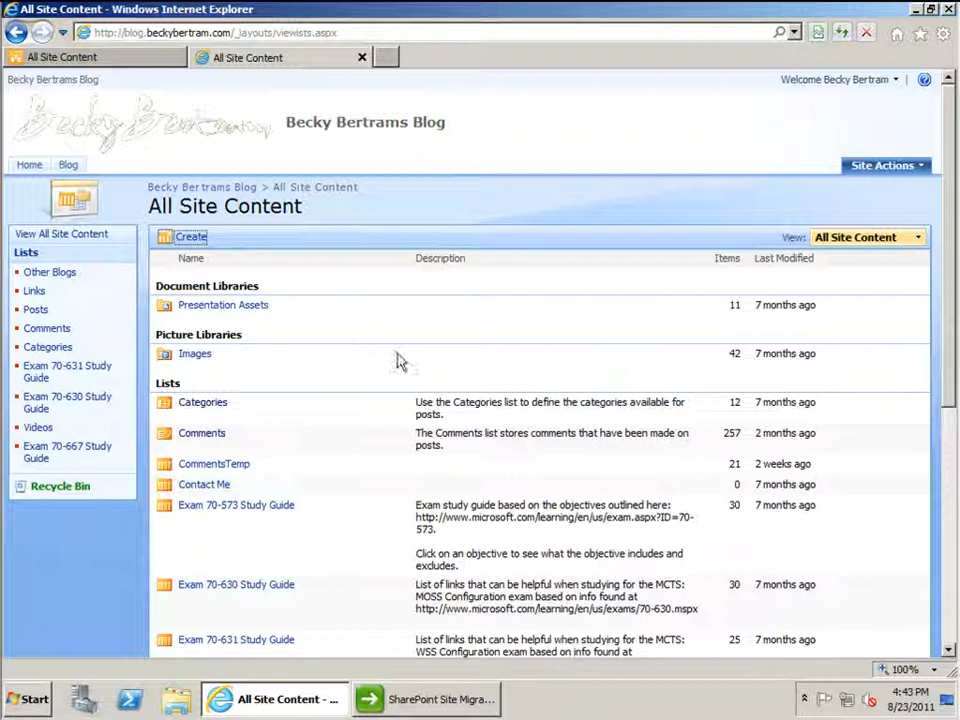 All Site Content - Windows Internet Explorer
http://blog.beckybertram.com/_layouts/viewlsts.aspx
All Site Content
All Site Content
Becky Bertrams Blog
Welcome Becky Bertram
Becky Bertram
Becky Bertrams Blog
Home
Blog
Site Actions
Becky Bertrams Blog > All Site Content
All Site Content
View All Site Content
Lists
Other Blogs
Links
Posts
Comments
Categories
Exam 70-631 Study
Guide
Exam 70-630 Study
Guide
Videos
Exam 70-667 Study
Guide
Recycle Bin
Create
View: All Site Content
Name Description Items Last Modified
Document Libraries
Presentation Assets 11 7 months ago
Picture Libraries
Images 42 7 months ago
Lists
Categories Use the Categories list to define the categories available for 12 7 months ago
posts.
Comments The Comments list stores comments that have been made on 257 2 months ago
posts.
CommentsTemp 21 2 weeks ago
Contact Me 0 7 months ago
Exam 70-573 Study Guide Exam study guide based on the objectives outlined here: 30 7 months ago
http://www.microsoft.com/learning/en/us/exam.aspx?ID=70-
573.
Click on an objective to see what the objective includes and
excludes.
Exam 70-630 Study Guide List of links that can be helpful when studying for the MCTS: 30 7 months ago
MOSS Configuration exam based on info found at
http://www.microsoft.com/learning/en/us/exams/70-630.mspx
Exam 70-631 Study Guide List of links that can be helpful when studying for the MCTS: 25 7 months ago
WSS Configuration exam based on info found at
100%
Start
All Site Content - ...
SharePoint Site Migra...
4:43 PM
8/23/2011